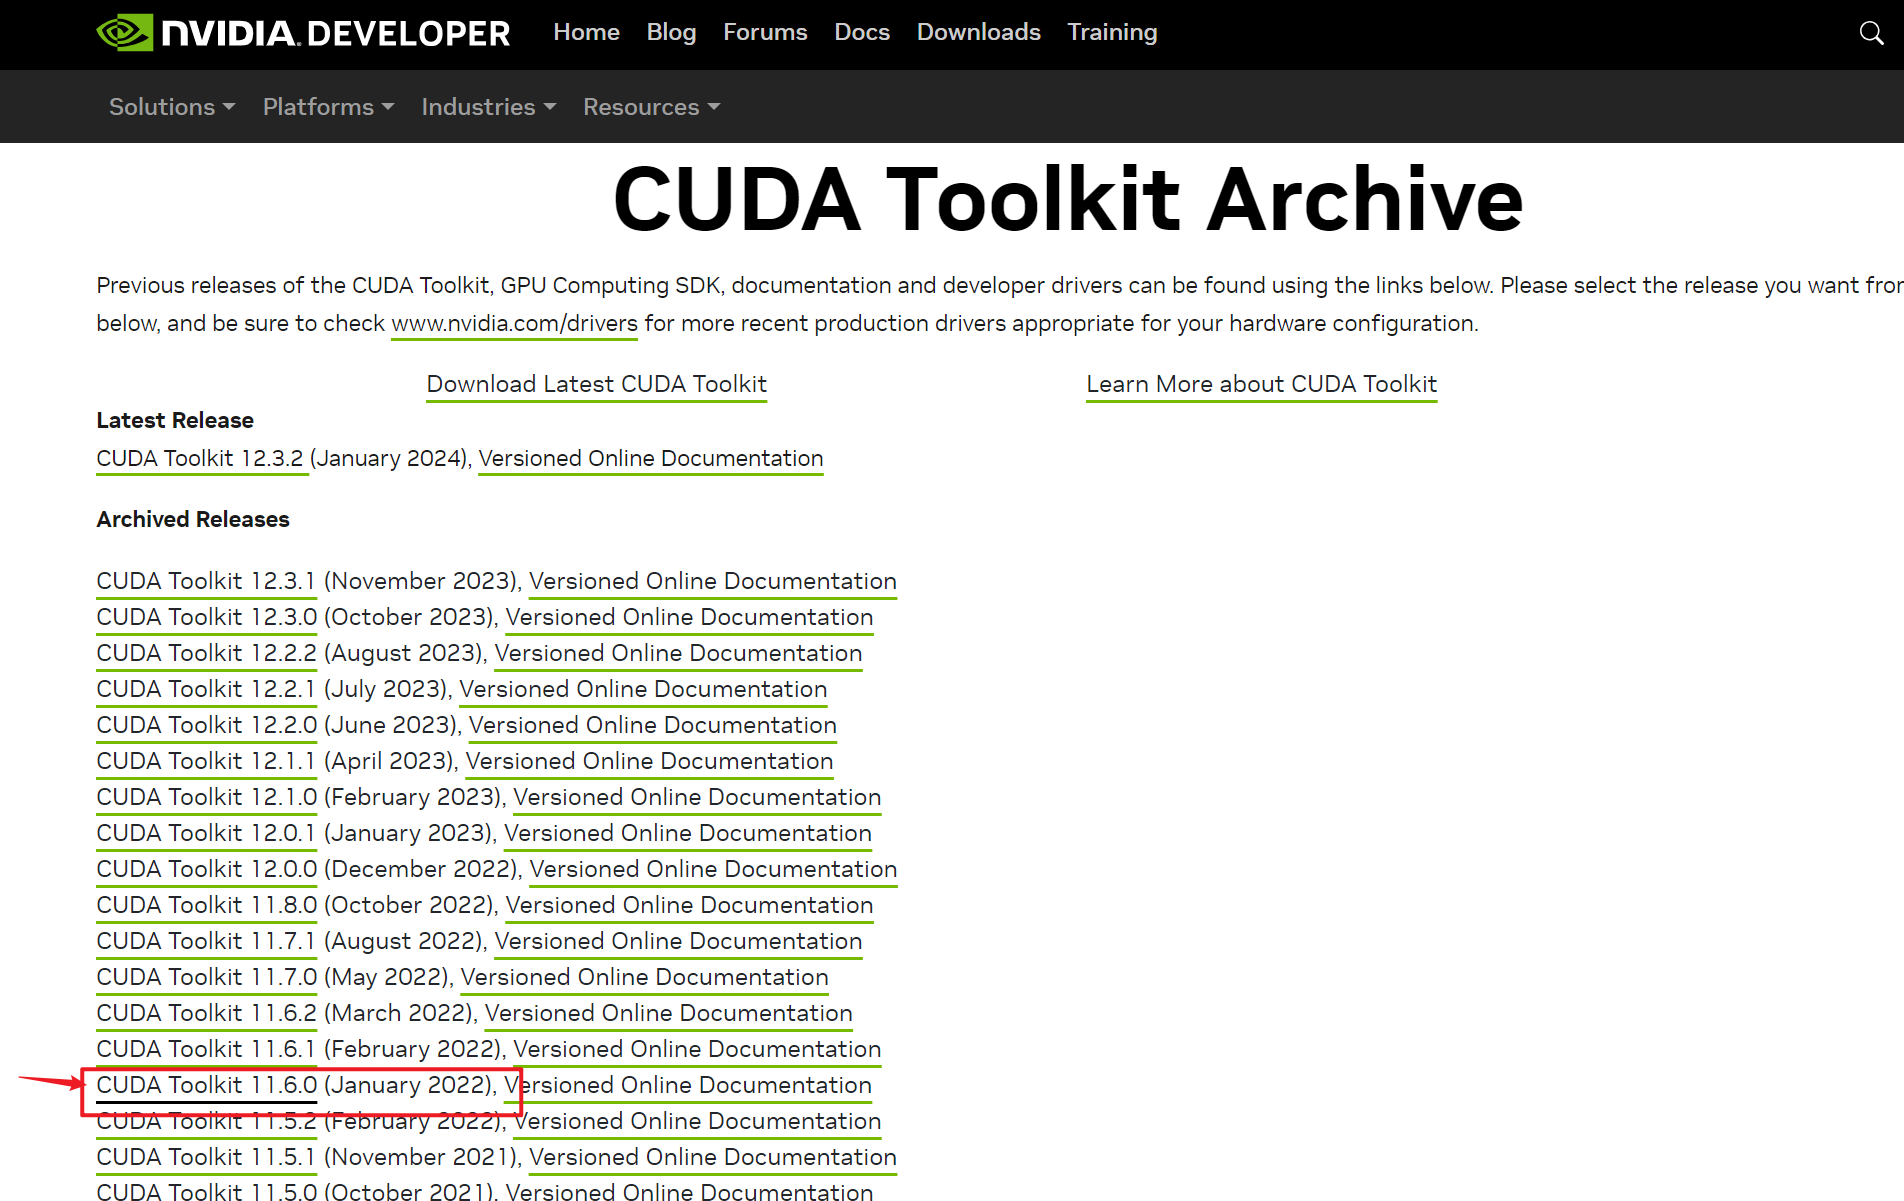 NVIDIA. DEVELOPER Home Blog Forums Docs Downloads Training
Solutions Platforms Industries Resources
CUDA Toolkit Archive
Previous releases of the CUDA Toolkit, GPU Computing SDK, documentation and developer drivers can be found using the links below. Please select the release you want
below, and be sure to check www.nvidia.com/drivers for more recent production drivers appropriate for your hardware configuration.
Download Latest CUDA Toolkit Learn More about CUDA Toolkit
Latest Release
CUDA Toolkit 12.3.2 (January 2024), Versioned Online Documentation
Archived Releases
CUDA Toolkit 12.3.1 (November 2023), Versioned Online Documentation
CUDA Toolkit 12.3.0 (October 2023), Versioned Online Documentation
CUDA Toolkit 12.2.2 (August 2023), Versioned Online Documentation
CUDA Toolkit 12.2.1 (July 2023), Versioned Online Documentation
CUDA Toolkit 12.2.0 (June 2023), Versioned Online Documentation
CUDA Toolkit 12.1.1 (April 2023), Versioned Online Documentation
CUDA Toolkit 12.1.0 (February 2023), Versioned Online Documentation
CUDA Toolkit 12.0.1 (January 2023), Versioned Online Documentation
CUDA Toolkit 12.0.0 (December 2022), Versioned Online Documentation
CUDA Toolkit 11.8.0 (October 2022), Versioned Online Documentation
CUDA Toolkit 11.7.1 (August 2022), Versioned Online Documentation
CUDA Toolkit 11.7.0 (May 2022), Versioned Online Documentation
CUDA Toolkit 11.6.2 (March 2022), Versioned Online Documentation
CUDA Toolkit 11.6.1 (February 2022), Versioned Online Documentation
CUDA Toolkit 11.6.0 (January 2022), Versioned Online Documentation
CUDA Toolkit 11.5.2 (February 2022), Versioned Online Documentation
CUDA Toolkit 11.5.1 (November 2021), Versioned Online Documentation
CUDA Toolkit 11.5.0 (October 2021), Versioned Online Documentation